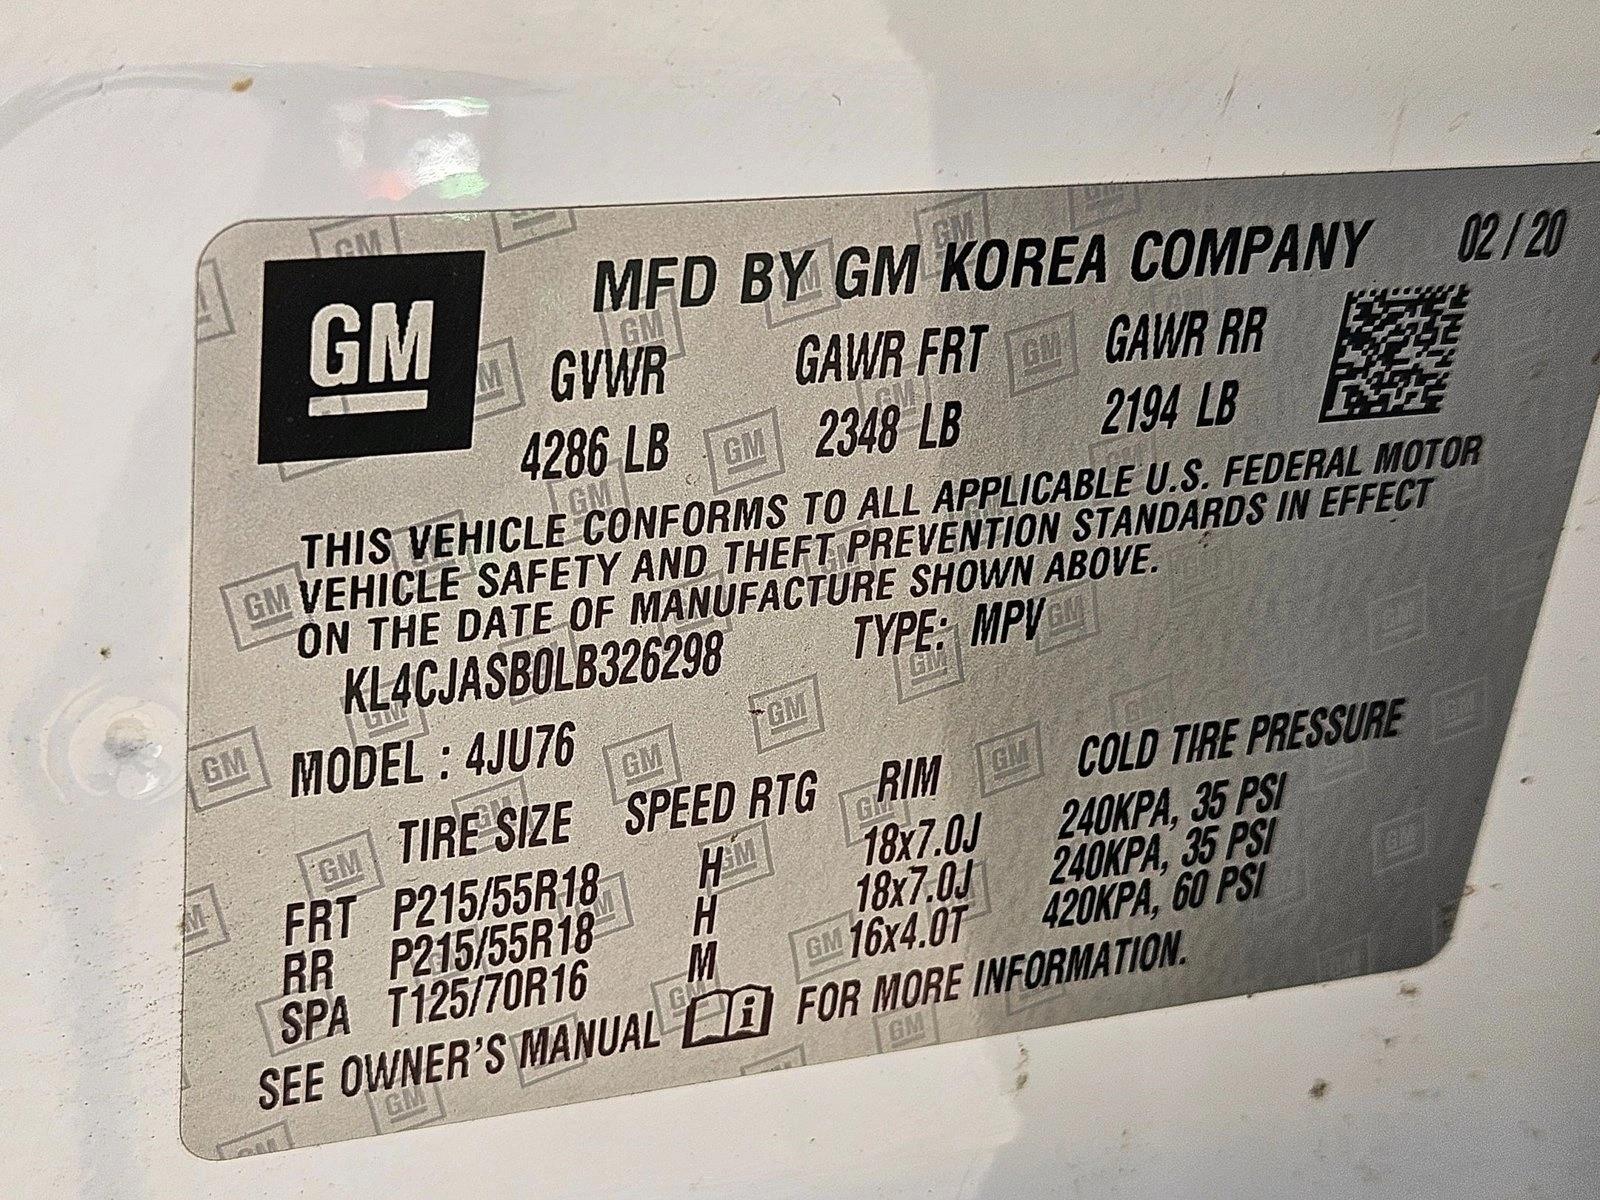 GM
MFD BY GM KOREA COMPANY 02/20
GVWR GAWR FRT GAWR RR
4286 LB 2348 LB 2194 LB
THIS VEHICLE CONFORMS TO ALL APPLICABLE U.S. FEDERAL MOTOR
VEHICLE SAFETY AND THEFT PREVENTION STANDARDS IN EFFECT
ON THE DATE OF MANUFACTURE SHOWN ABOVE.
KL4CJASB0LB326298 TYPE: MPV
MODEL : 4JU76
TIRE SIZE SPEED RTG RIM COLD TIRE PRESSURE
FRT P215/55R18 H 18x7.0J 240KPA, 35 PSI
RR P215/55R18 H 18x7.0J 240KPA, 35 PSI
SPA T125/70R16 M 16x4.0T 420KPA, 60 PSI
SEE OWNER'S MANUAL i FOR MORE INFORMATION.